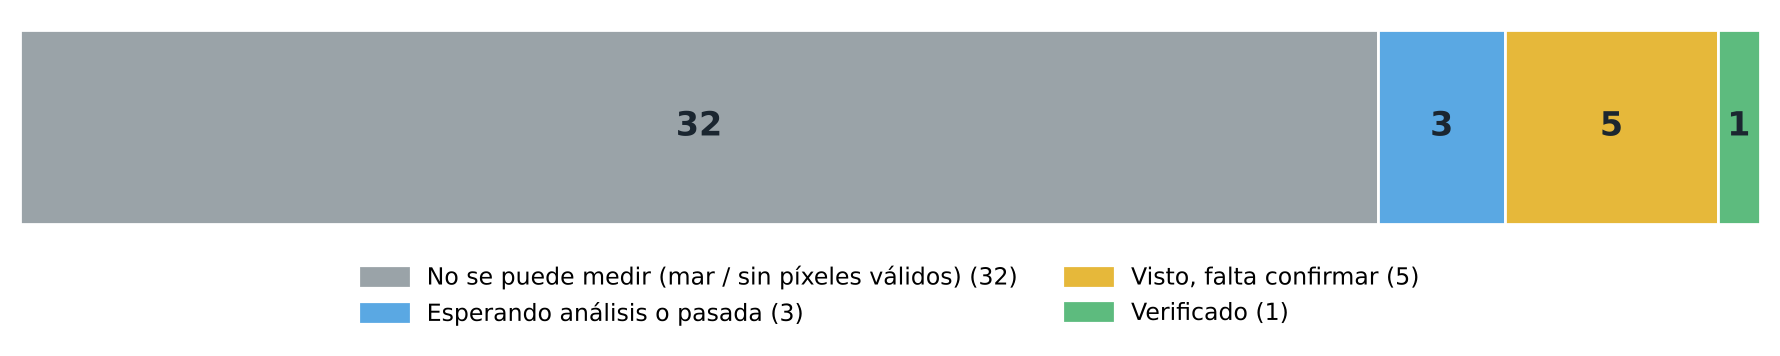 32
3
5
1
No se puede medir (mar / sin píxeles válidos) (32)
Esperando análisis o pasada (3)
Visto, falta confirmar (5)
Verificado (1)